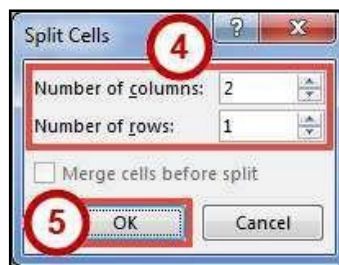 Split Cells
?
X
4
Number of columns: 2
Number of rows: 1
Merge cells before split
5
OK Cancel